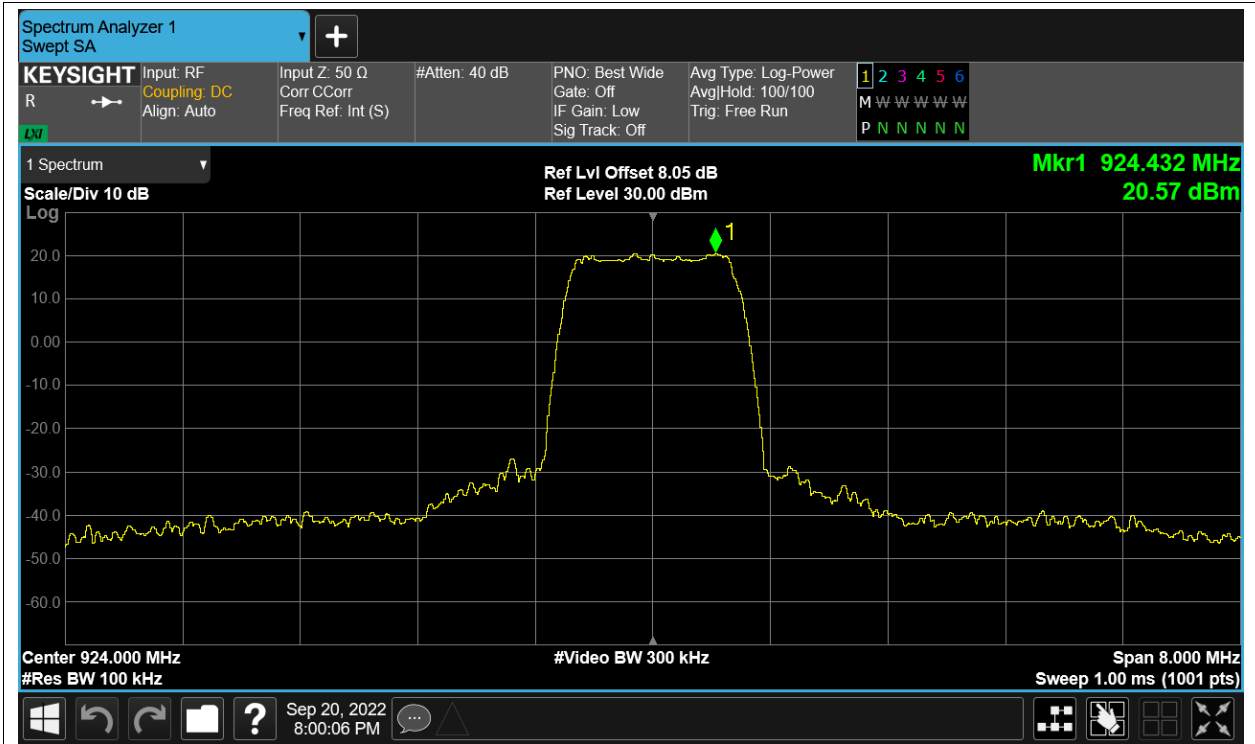 Spectrum Analyzer 1
Swept SA
KEYSIGHT
R
LXI
Input: RF
Coupling: DC
Align: Auto
Input Z: 50 Ω
Corr CCorr
Freq Ref: Int (S)
#Atten: 40 dB
PNO: Best Wide
Gate: Off
IF Gain: Low
Sig Track: Off
Avg Type: Log-Power
Avg|Hold: 100/100
Trig: Free Run
1 2 3 4 5 6
M W W W W W
P N N N N N
1 Spectrum
Scale/Div 10 dB
Log
Ref Lvl Offset 8.05 dB
Ref Level 30.00 dBm
Mkr1 924.432 MHz
20.57 dBm
1
20.0
10.0
0.00
-10.0
-20.0
-30.0
-40.0
-50.0
-60.0
Center 924.000 MHz
#Video BW 300 kHz
Span 8.000 MHz
#Res BW 100 kHz
Sweep 1.00 ms (1001 pts)
?
Sep 20, 2022
8:00:06 PM